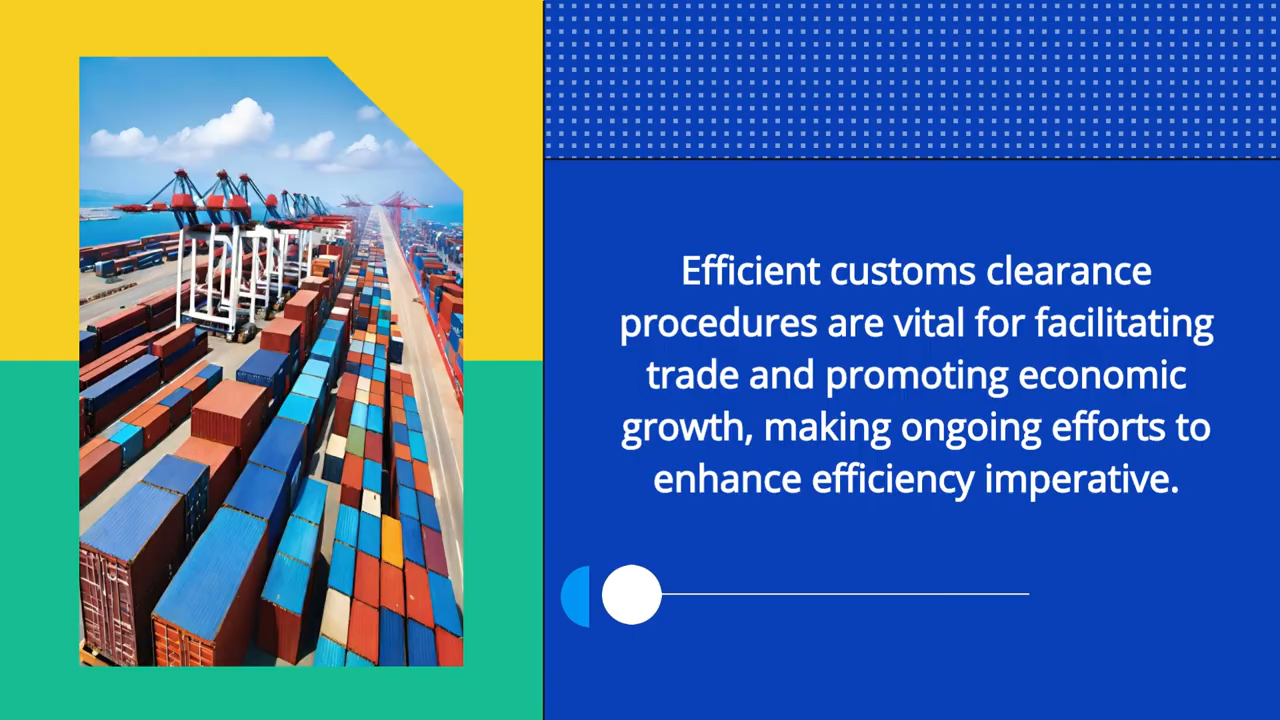 Efficient customs clearance
procedures are vital for facilitating
trade and promoting economic
growth, making ongoing efforts to
enhance efficiency imperative.